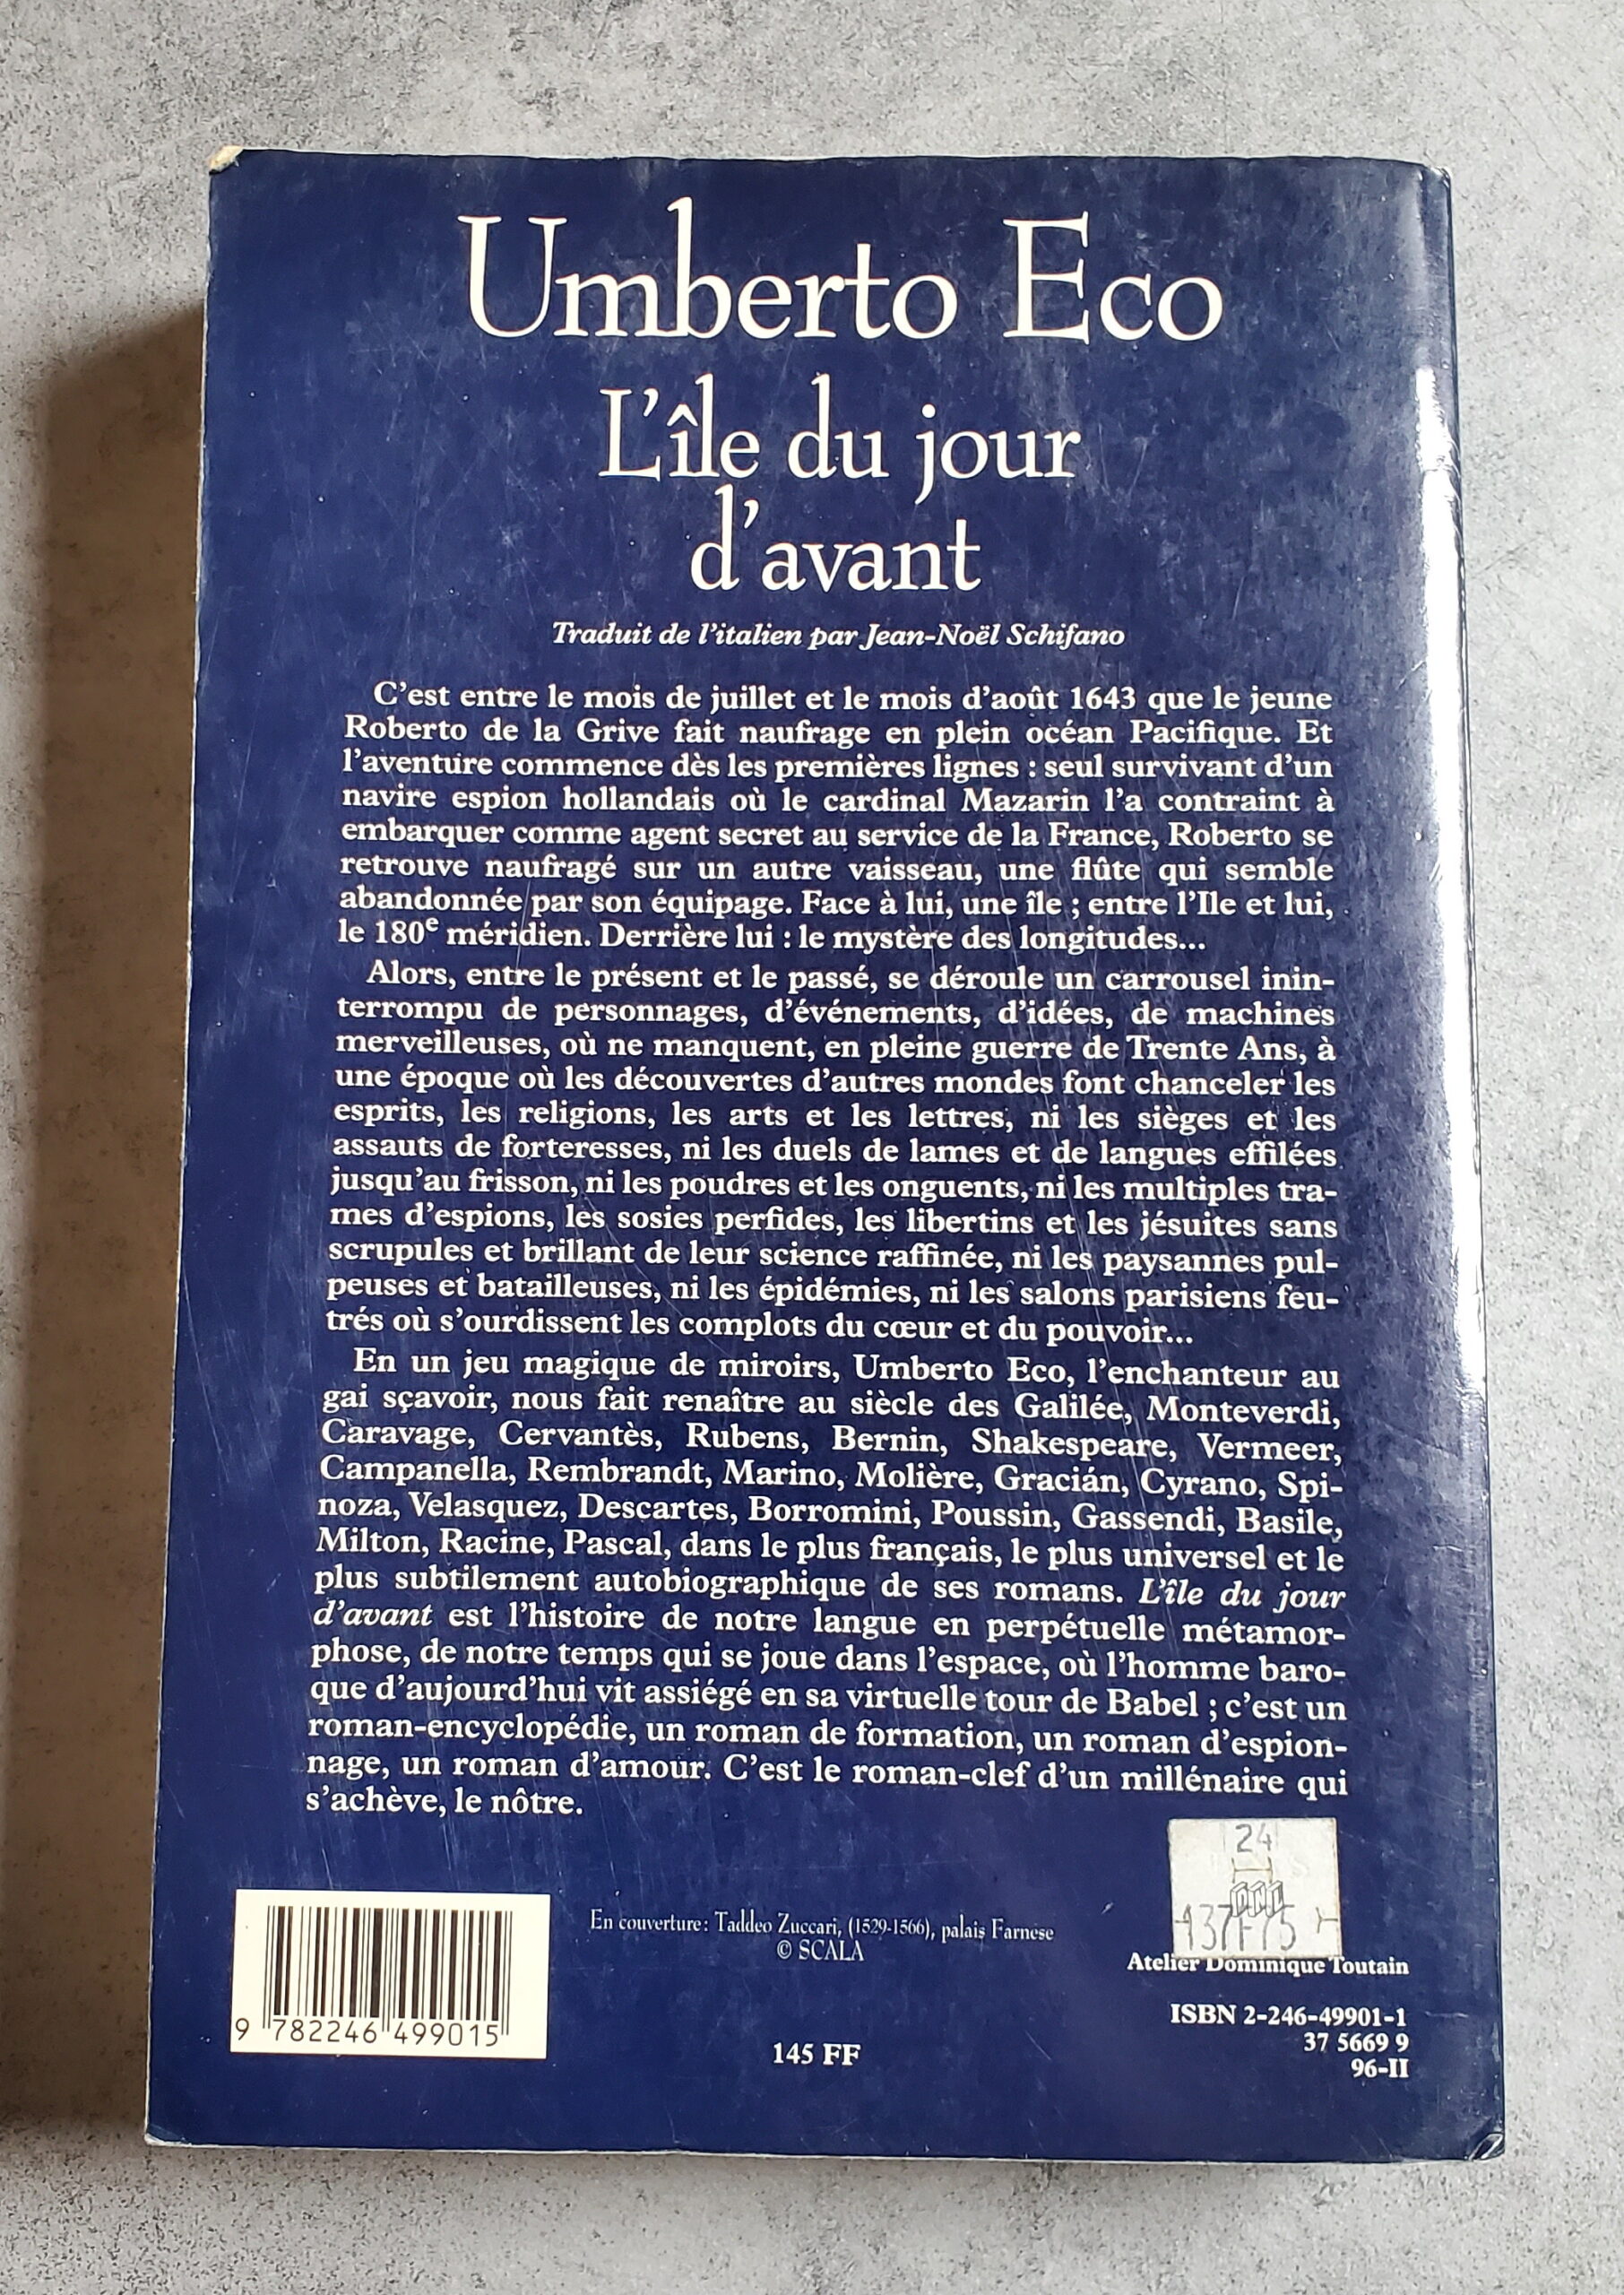 Umberto Eco
L'île du jour
d'avant
Traduit de l'italien par Jean-Noël Schifano
C'est entre le mois de juillet et le mois d'août 1643 que le jeune
Roberto de la Grive fait naufrage en plein océan Pacifique. Et
l'aventure commence dès les premières lignes : seul survivant d'un
navire espion hollandais où le cardinal Mazarin l'a contraint à
embarquer comme agent secret au service de la France, Roberto se
retrouve naufragé sur un autre vaisseau, une flûte qui semble
abandonnée par son équipage. Face à lui, une île ; entre l'Ile et lui,
le 180e méridien. Derrière lui : le mystère des longitudes...
Alors, entre le présent et le passé, se déroule un carrousel inin-
terrompu de personnages, d'événements, d'idées, de machines
merveilleuses, où ne manquent, en pleine guerre de Trente Ans, à
une époque où les découvertes d'autres mondes font chanceler les
esprits, les religions, les arts et les lettres, ni les sièges et les
assauts de forteresses, ni les duels de lames et de langues effilées
jusqu'au frisson, ni les poudres et les onguents, ni les multiples tra-
mes d'espions, les sosies perfides, les libertins et les jésuites sans
scrupules et brillant de leur science raffinée, ni les paysannes pul-
peuses et batailleuses, ni les épidémies, ni les salons parisiens feu-
trés où s'ourdissent les complots du cœur et du pouvoir...
En un jeu magique de miroirs, Umberto Eco, l'enchanteur au
gai sçavoir, nous fait renaître au siècle des Galilée, Monteverdi,
Caravage, Cervantès, Rubens, Bernin, Shakespeare, Vermeer,
Campanella, Rembrandt, Marino, Molière, Gracián, Cyrano, Spi-
noza, Velasquez, Descartes, Borromini, Poussin, Gassendi, Basile,
Milton, Racine, Pascal, dans le plus français, le plus universel et le
plus subtilement autobiographique de ses romans. L'île du jour
d'avant est l'histoire de notre langue en perpétuelle métamor-
phose, de notre temps qui se joue dans l'espace, où l'homme baro-
que d'aujourd'hui vit assiégé en sa virtuelle tour de Babel ; c'est un
roman-encyclopédie, un roman de formation, un roman d'espion-
nage, un roman d'amour. C'est le roman-clef d'un millénaire qui
s'achève, le nôtre.
24
En couverture : Taddeo Zuccari, (1529-1566), palais Farnese
© SCALA
Atelier Dominique Toutain
ISBN 2-246-49901-1
37 5669 9
96-II
9 782246 499015
145 FF